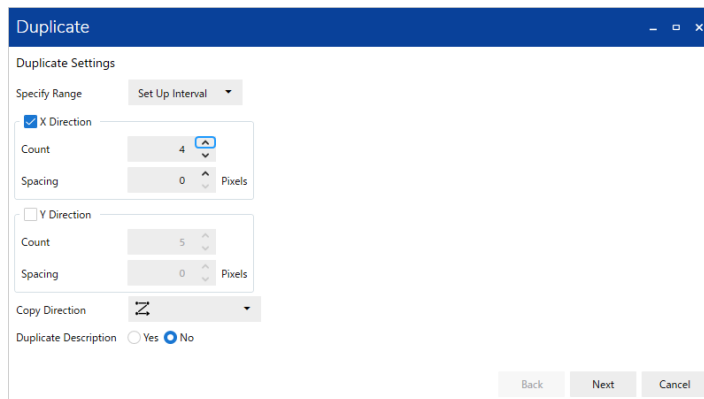 Duplicate
Duplicate Settings
Specify Range Set Up Interval
X Direction
Count 4
Spacing 0 Pixels
Y Direction
Count 5
Spacing 0 Pixels
Copy Direction
Duplicate Description Yes No
Back Next Cancel